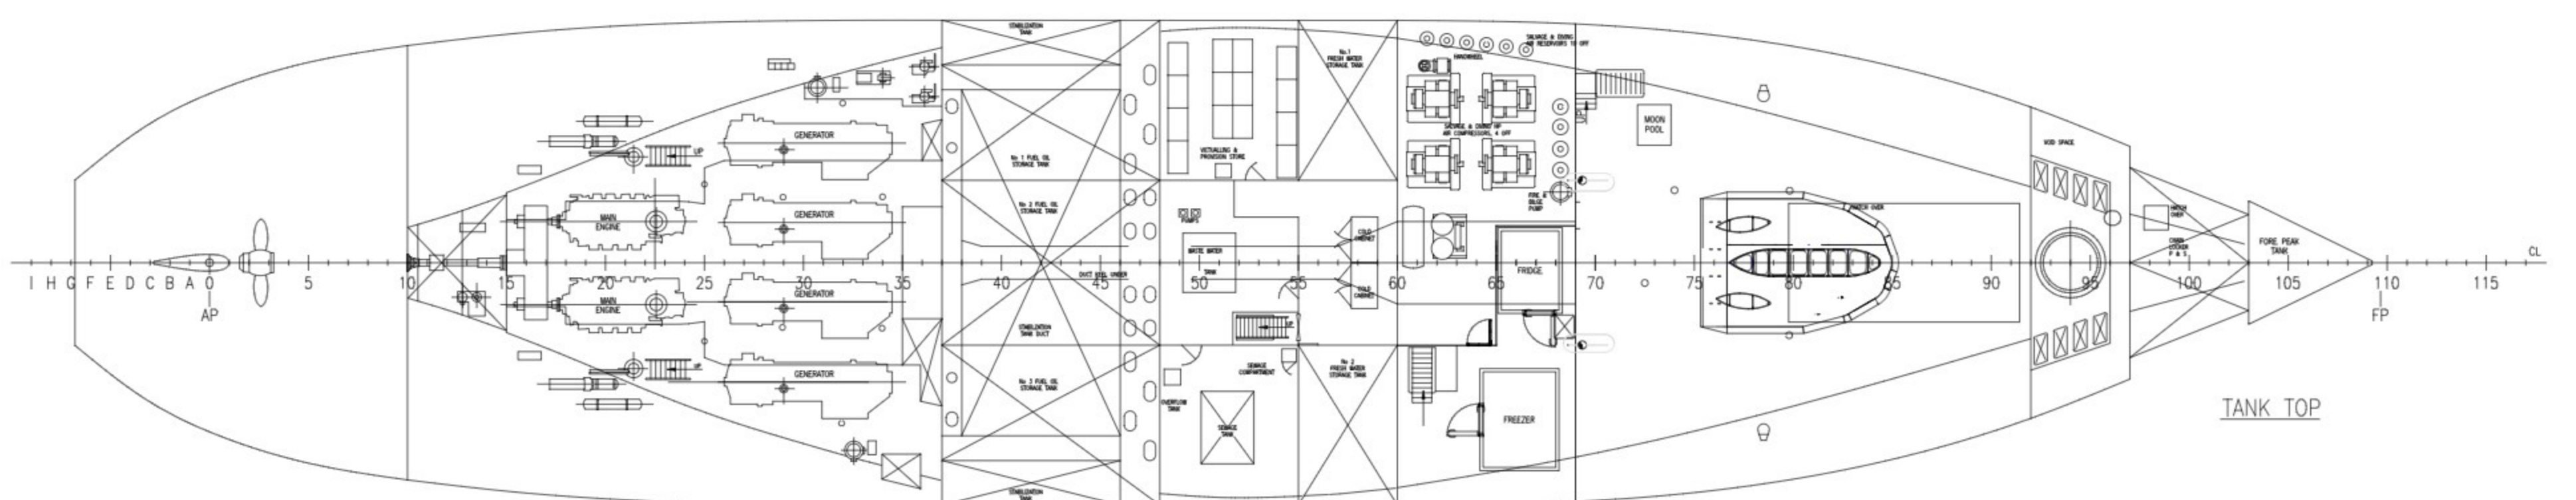 STABILIZATION
TANK
SALVAGE & DIVING
AIR RESERVOIRS 10 OFF
HANDWHEEL
No.1
FRESH WATER
STORAGE TANK
MOON
POOL
GENERATOR
SALVAGE & DIVING HP
AIR COMPRESSORS, 4 OFF
VICTUALLING &
PROVISION STORE
UP
No 1 FUEL OIL
STORAGE TANK
VOID SPACE
MAIN
ENGINE
GENERATOR
No 2 FUEL OIL
STORAGE TANK
PUMPS
FIRE &
BILGE
PUMP
HATCH OVER
HATCH
OVER
COLD
CABINET
WASTE WATER
TANK
CHAIN
LOCKER
P & S
FORE. PEAK
TANK
FRIDGE
DUCT KEEL UNDER
CL
I H G F E D C B A 0 5 10 15 20 25 30 35 40 45 50 55 60 65 70 75 80 85 90 95 100 105 110 115
AP
FP
MAIN
ENGINE
GENERATOR
COLD
CABINET
STABILIZATION
TANK DUCT
UP
UP
GENERATOR
No 3 FUEL OIL
STORAGE TANK
SEWAGE
COMPARTMENT
No 2
FRESH WATER
STORAGE TANK
OVERFLOW
TANK
SEWAGE
TANK
FREEZER
TANK TOP
STABILIZATION
TANK